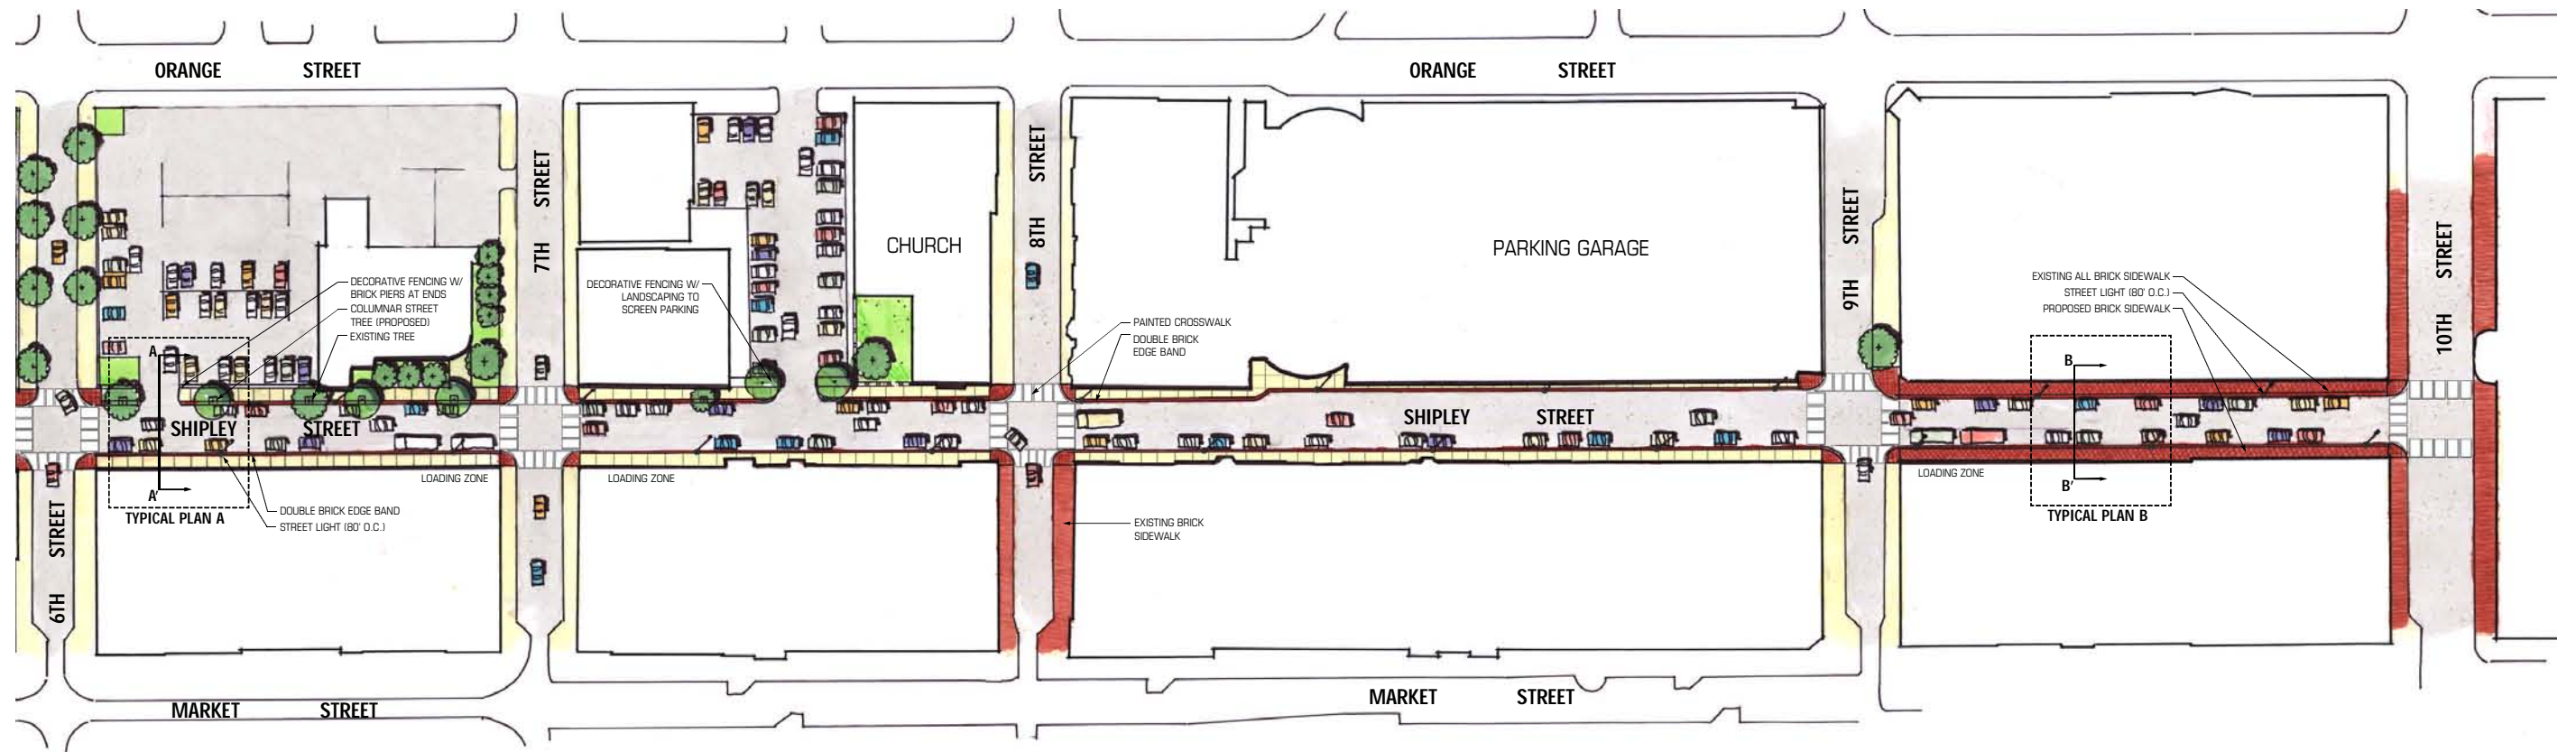 ORANGE STREET
ORANGE STREET
7TH STREET
8TH STREET
9TH STREET
10TH STREET
CHURCH
PARKING GARAGE
DECORATIVE FENCING W/
BRICK PIERS AT ENDS
COLUMNAR STREET
TREE (PROPOSED)
EXISTING TREE
DECORATIVE FENCING W/
LANDSCAPING TO
SCREEN PARKING
PAINTED CROSSWALK
DOUBLE BRICK
EDGE BAND
EXISTING ALL BRICK SIDEWALK
STREET LIGHT (80' O.C.)
PROPOSED BRICK SIDEWALK
A
B
SHIPLEY STREET
SHIPLEY STREET
A'
B'
LOADING ZONE
LOADING ZONE
LOADING ZONE
TYPICAL PLAN A
TYPICAL PLAN B
DOUBLE BRICK EDGE BAND
STREET LIGHT (80' O.C.)
EXISTING BRICK
SIDEWALK
6TH STREET
MARKET STREET
MARKET STREET